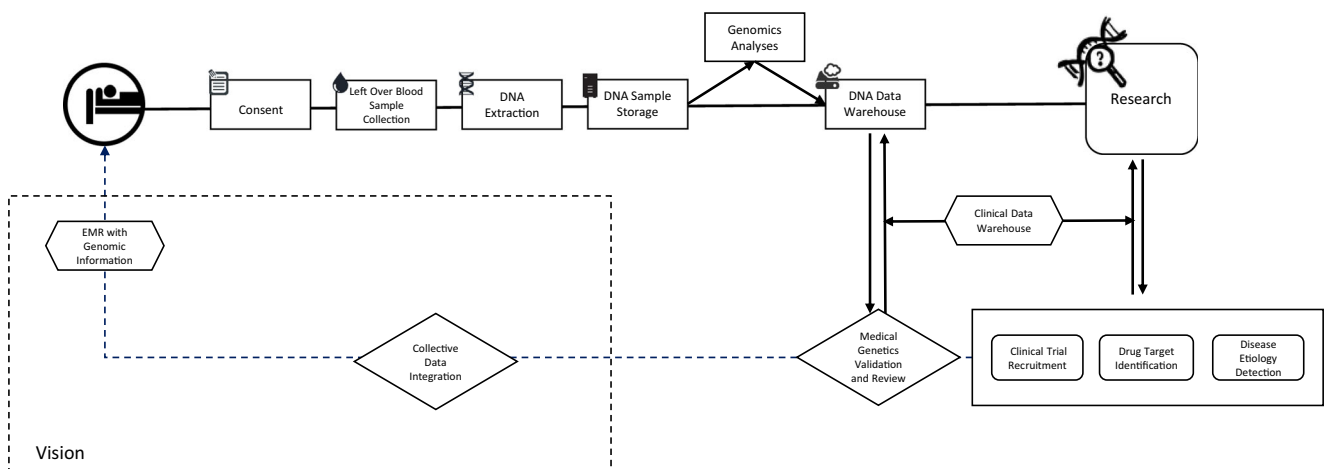 Genomics
Analyses
Consent
Left Over Blood
Sample
Collection
DNA
Extraction
DNA Sample
Storage
DNA Data
Warehouse
?
Research
EMR with
Genomic
Information
Clinical Data
Warehouse
Collective
Data
Integration
Medical
Genetics
Validation
and Review
Clinical Trial
Recruitment
Drug Target
Identification
Disease
Etiology
Detection
Vision